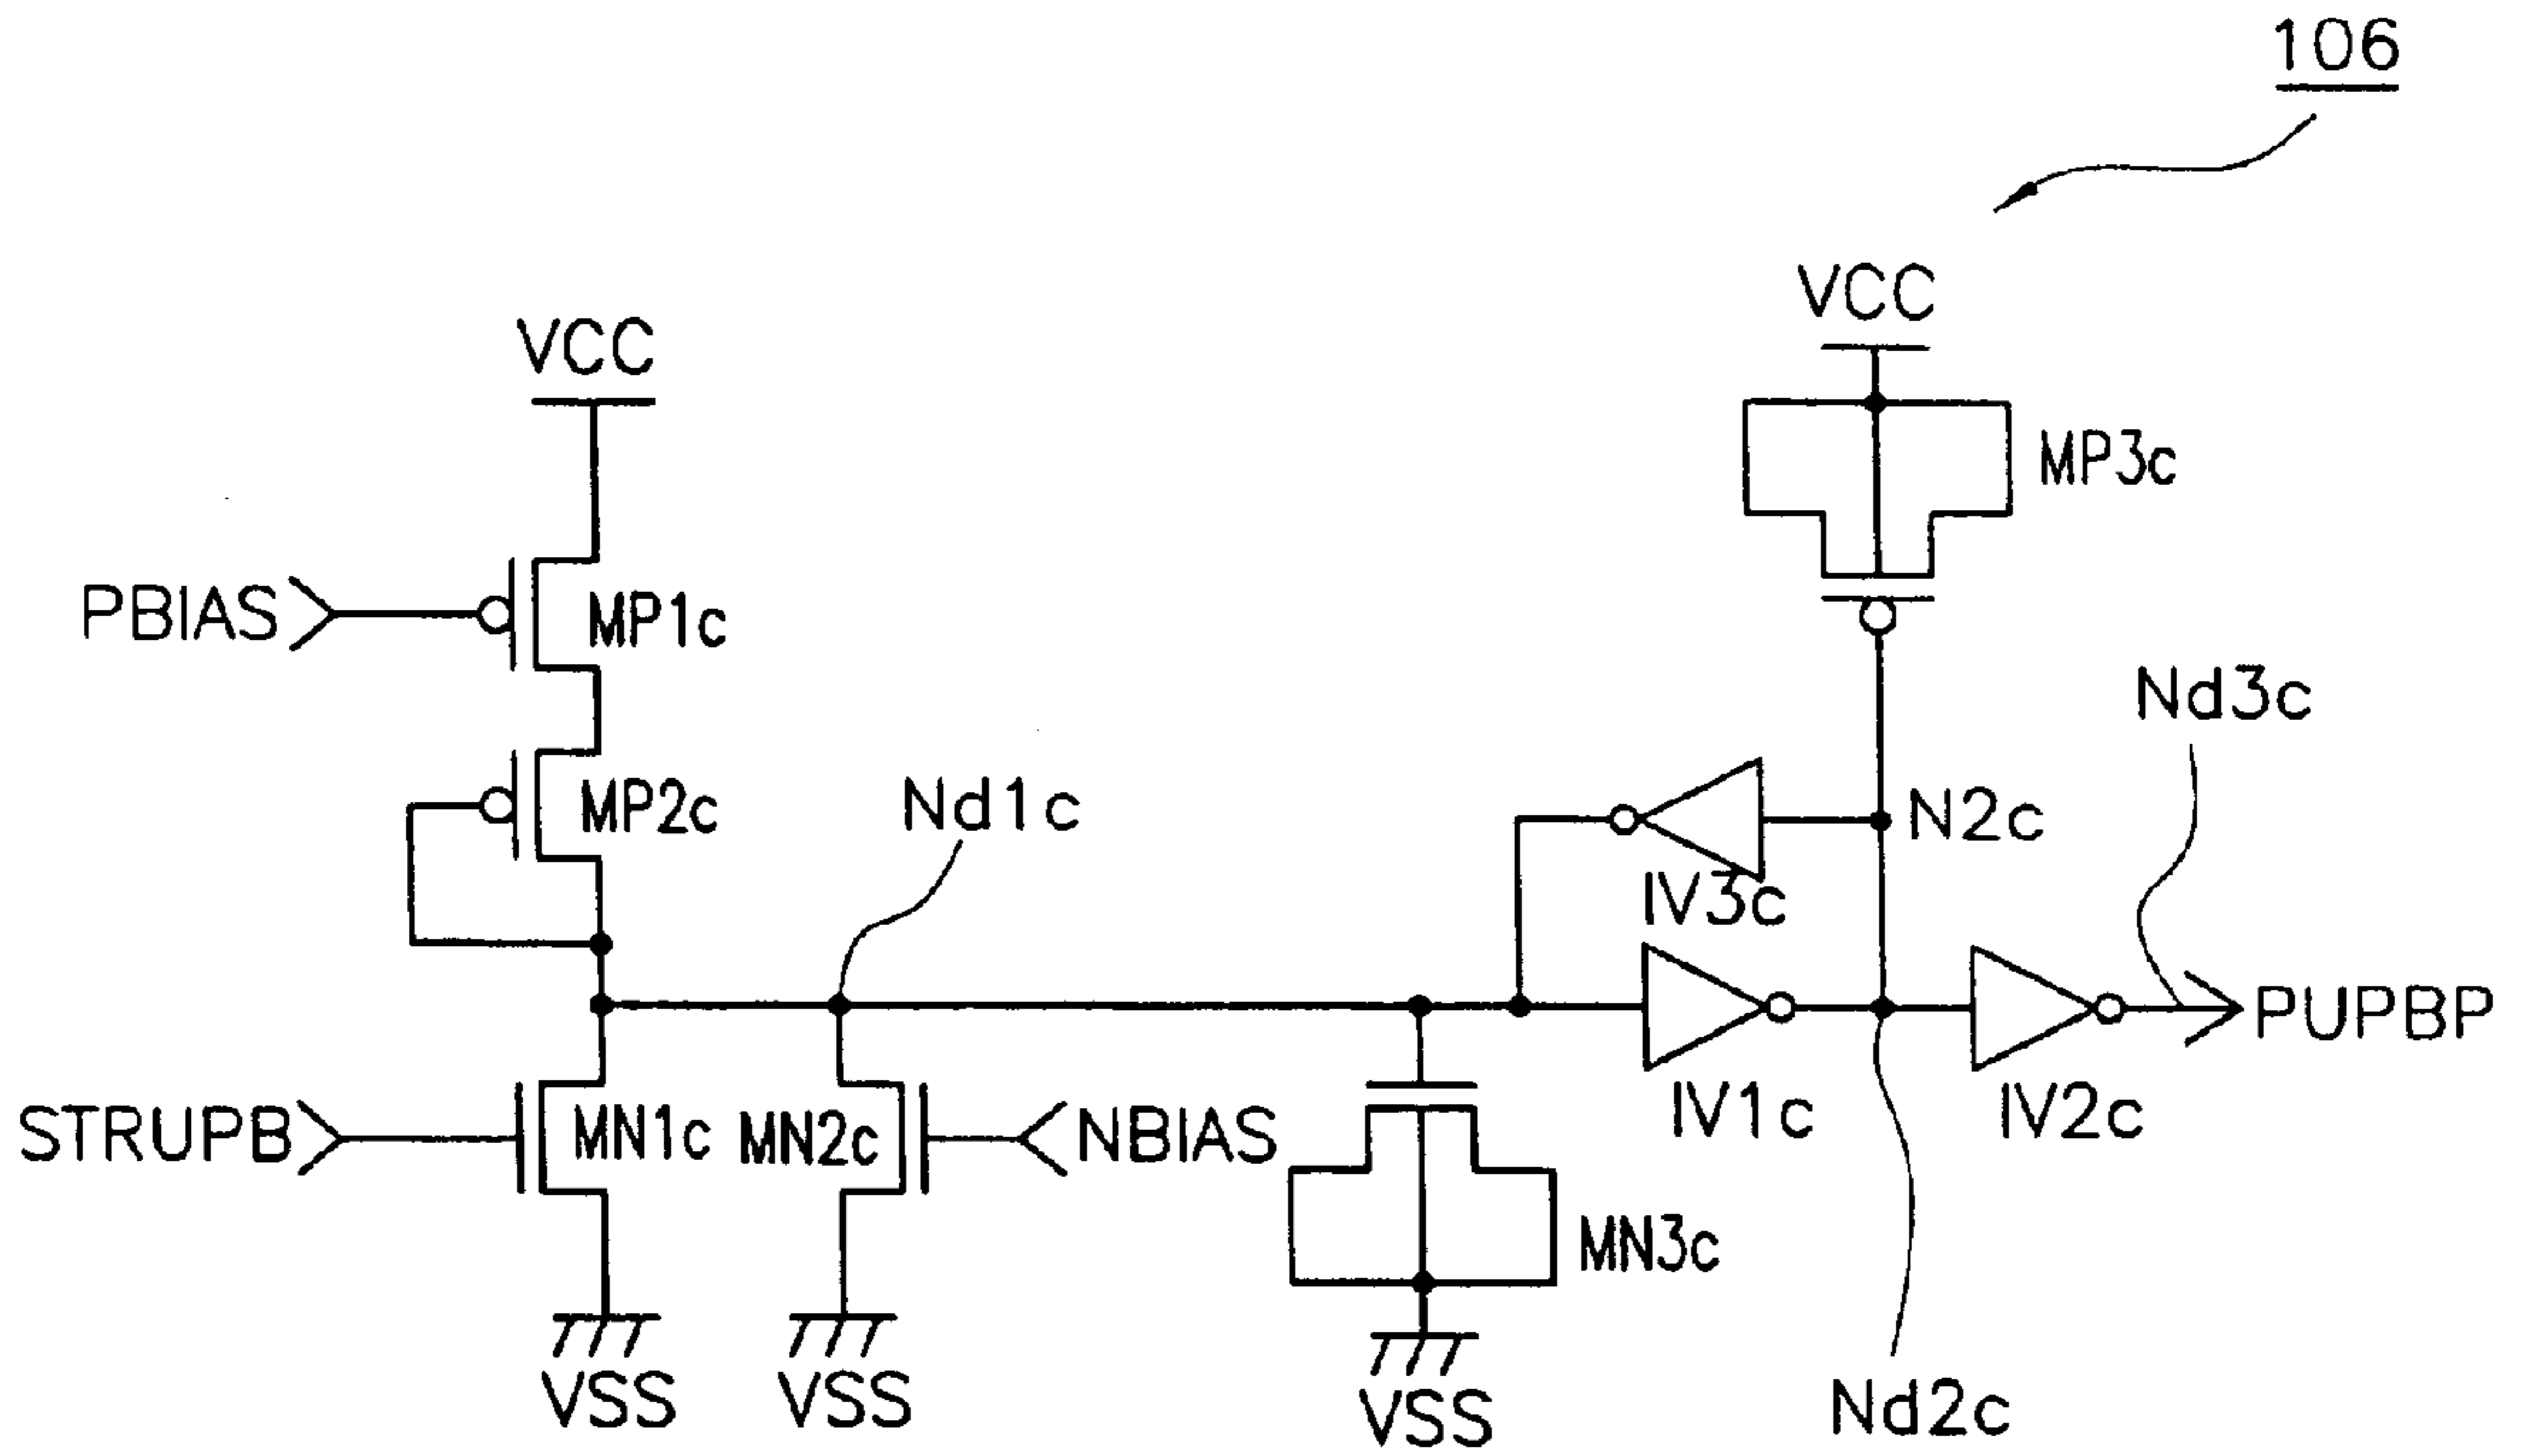 106
VCC
VCC
MP3c
PBIAS
MP1c
Nd3c
MP2c
Nd1c
N2c
IV3c
PUPBP
STRUPB
MN1c
MN2c
NBIAS
IV1c
IV2c
MN3c
VSS
VSS
VSS
Nd2c